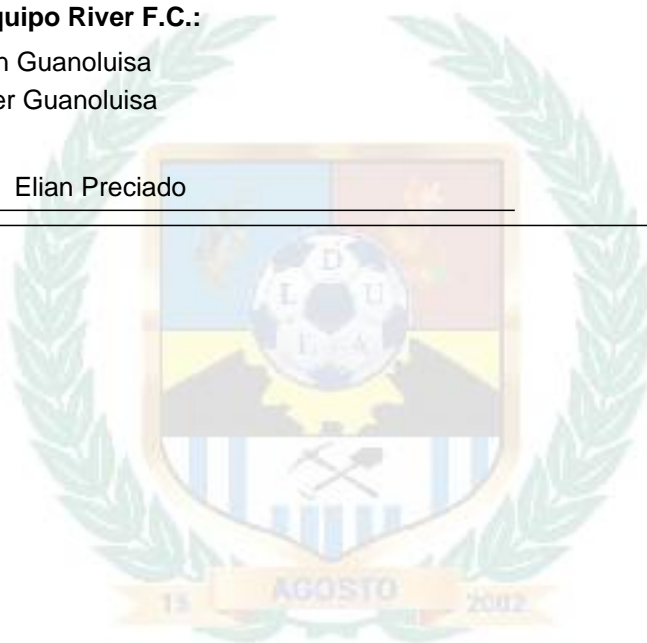 quipo River F.C.:
n Guanoluisa
er Guanoluisa
Elian Preciado
D
L U
E A
15 AGOSTO 2002